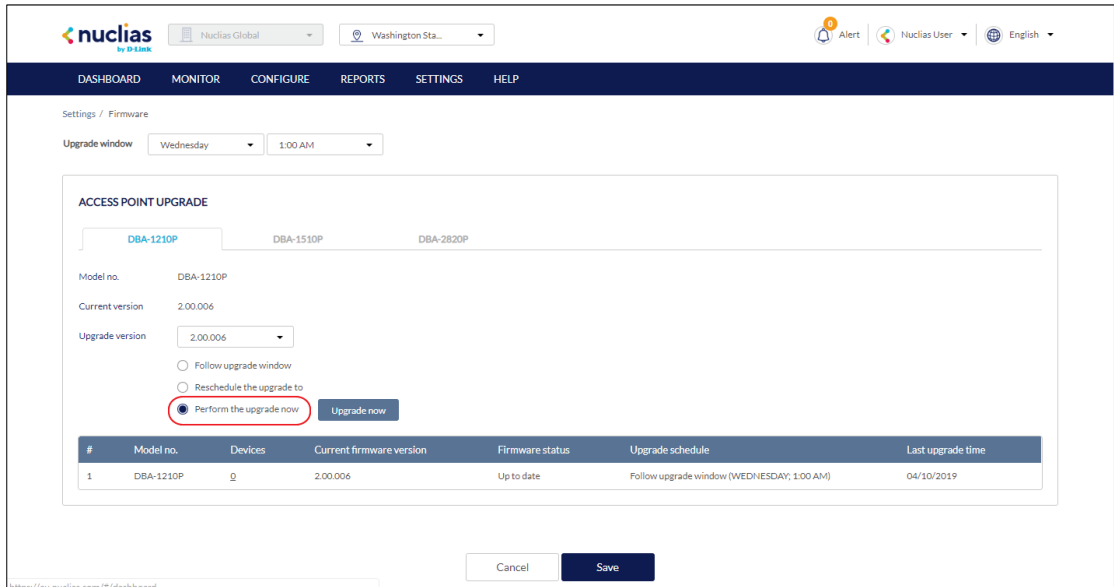 nuclias
by D-Link
Nuclias Global
Washington Sta...
0
Alert
Nuclias User
English
DASHBOARD MONITOR CONFIGURE REPORTS SETTINGS HELP
Settings / Firmware
Upgrade window Wednesday 1:00 AM
ACCESS POINT UPGRADE
DBA-1210P DBA-1510P DBA-2820P
Model no. DBA-1210P
Current version 2.00.006
Upgrade version 2.00.006
Follow upgrade window
Reschedule the upgrade to
Perform the upgrade now Upgrade now
# Model no. Devices Current firmware version Firmware status Upgrade schedule Last upgrade time
1 DBA-1210P 0 2.00.006 Up to date Follow upgrade window (WEDNESDAY; 1:00 AM) 04/10/2019
Cancel Save